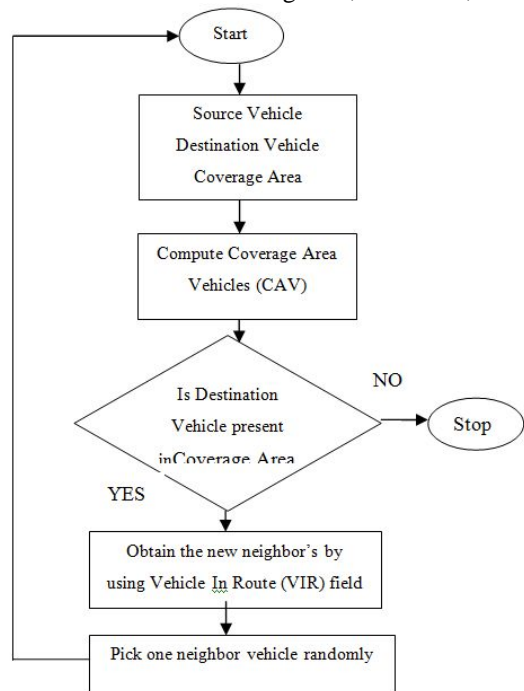 Start
Source Vehicle
Destination Vehicle
Coverage Area
Compute Coverage Area
Vehicles (CAV)
Is Destination
Vehicle present
inCoverage Area
NO
Stop
YES
Obtain the new neighbor's by
using Vehicle In Route (VIR) field
Pick one neighbor vehicle randomly